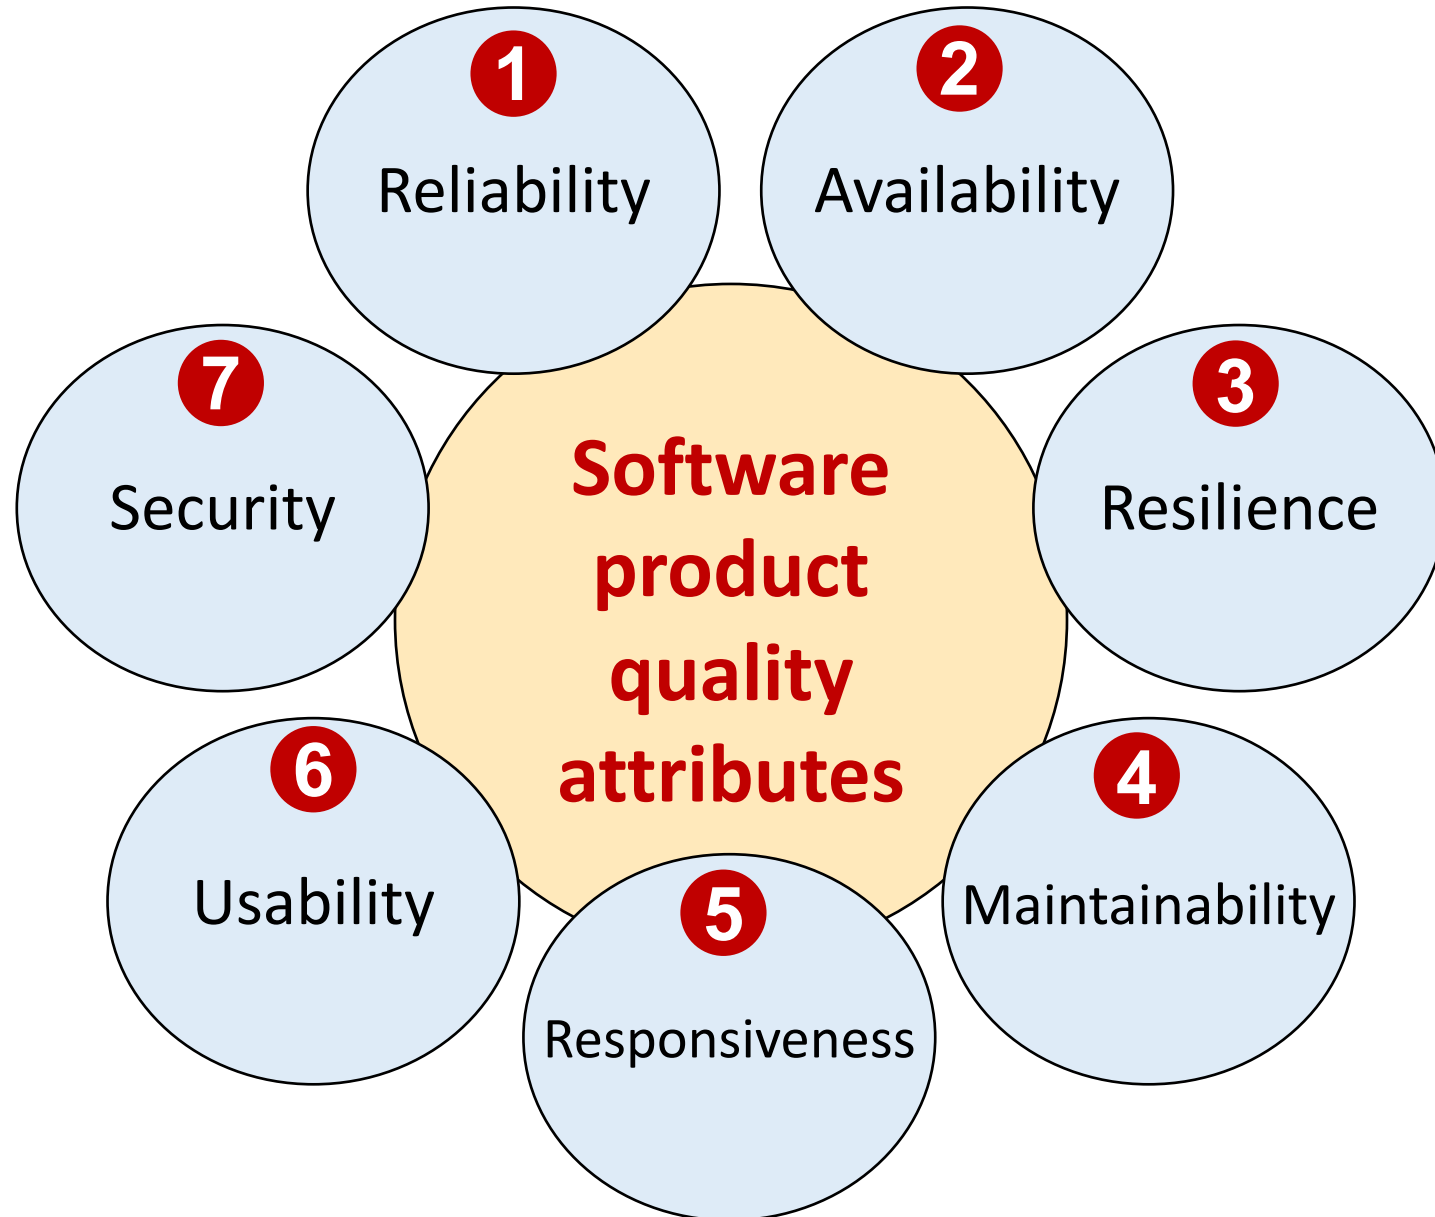 1
Reliability
2
Availability
3
Resilience
4
Maintainability
5
Responsiveness
6
Usability
7
Security
Software
product
quality
attributes